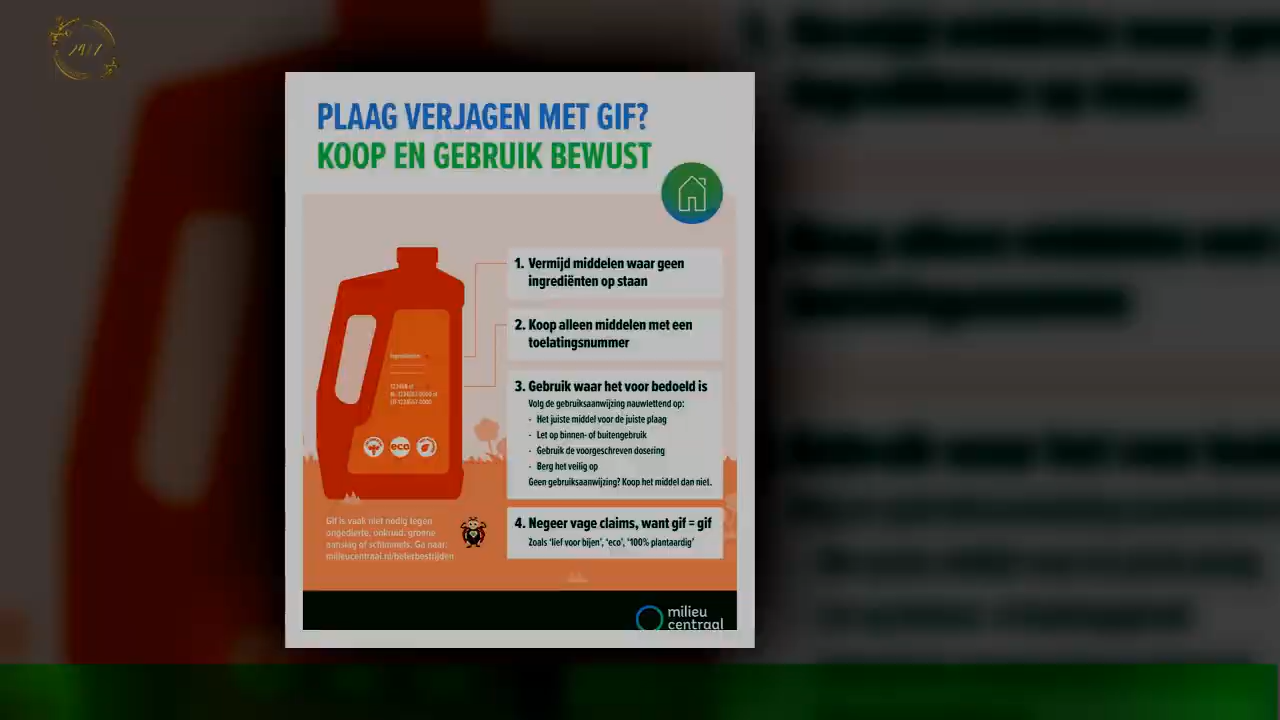 24/7
PLAAG VERJAGEN MET GIF?
KOOP EN GEBRUIK BEWUST
1. Vermijd middelen waar geen
ingrediënten op staan
2. Koop alleen middelen met een
toelatingsnummer
3. Gebruik waar het voor bedoeld is
Volg de gebruiksaanwijzing nauwlettend op:
- Het juiste middel voor de juiste plaag
- Let op binnen- of buitengebruik
- Gebruik de voorgeschreven dosering
- Berg het veilig op
Geen gebruiksaanwijzing? Koop het middel dan niet.
4. Negeer vage claims, want gif = gif
Zoals 'lief voor bijen', 'eco', '100% plantaardig'
Ingrediënten
eco
Gif is vaak niet nodig tegen
ongedierte, onkruid, groene
aanslag of schimmels. Ga naar:
milieucentraal.nl/beterbestrijden
milieu
centraal